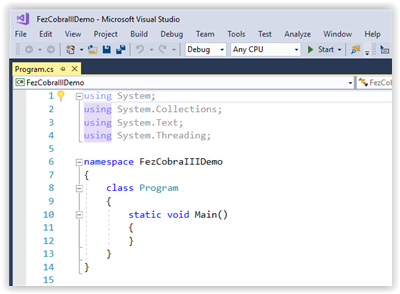 FezCobraIIIDemo - Microsoft Visual Studio
File Edit View Project Build Debug Team Tools Test Analyze Window Help
Debug Any CPU Start
Program.cs
FezCobraIIIDemo FezCo
1 using System;
2 using System.Collections;
3 using System.Text;
4 using System.Threading;
5
6 namespace FezCobraIIIDemo
7 {
8 class Program
9 {
10 static void Main()
11 {
12 }
13 }
14 }
15